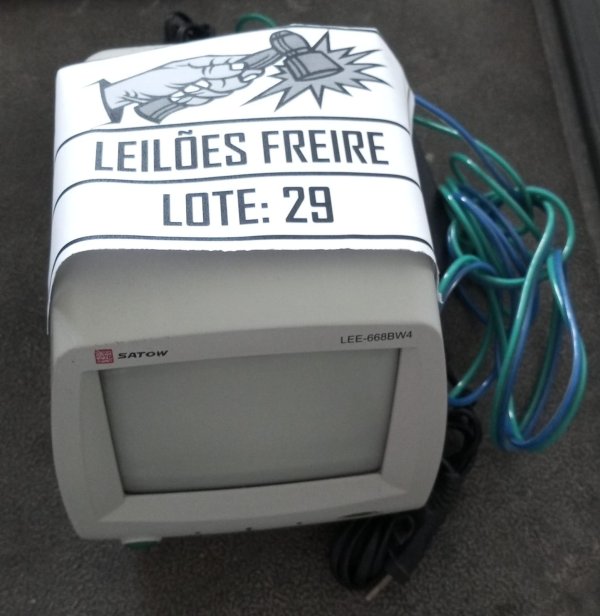 LEILÕES FREIRE
LOTE: 29
SATOW
LEE-668BW4